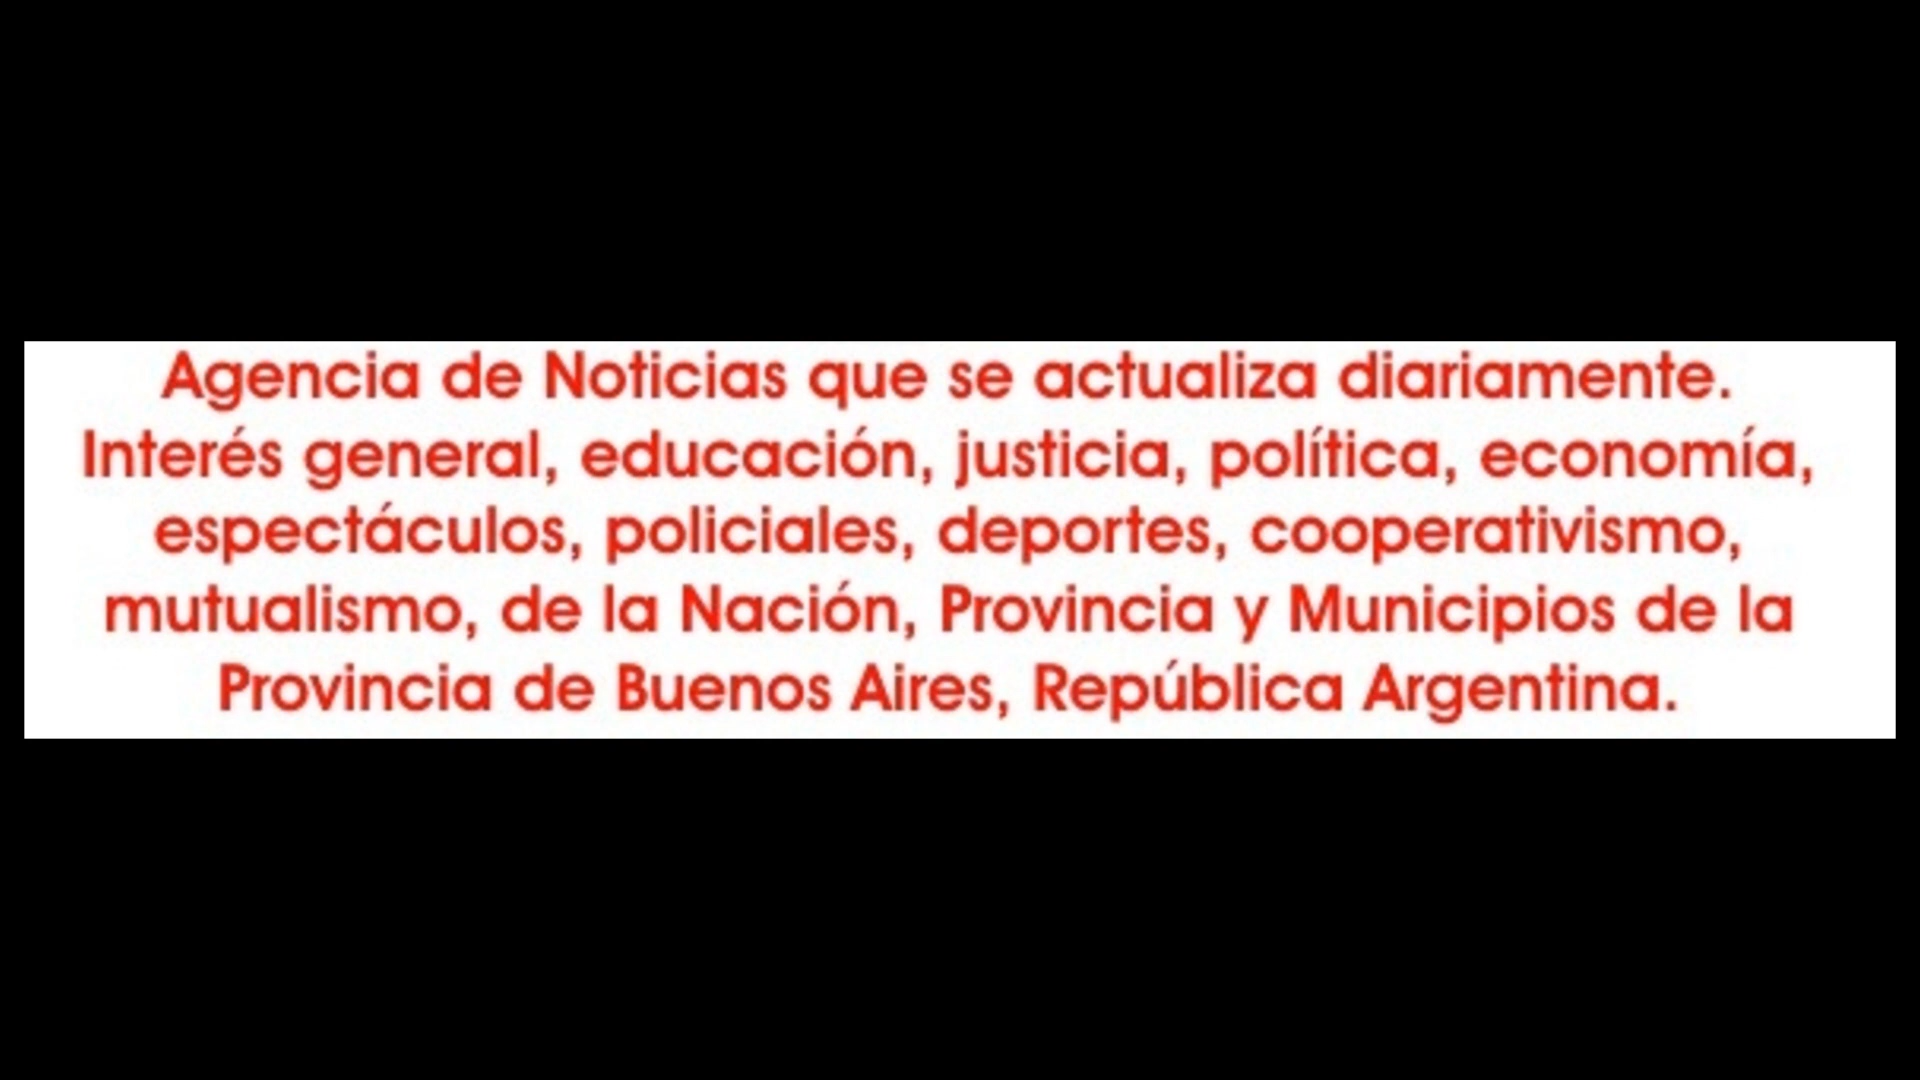 Agencia de Noticias que se actualiza diariamente.
Interés general, educación, justicia, política, economía,
espectáculos, policiales, deportes, cooperativismo,
mutualismo, de la Nación, Provincia y Municipios de la
Provincia de Buenos Aires, República Argentina.